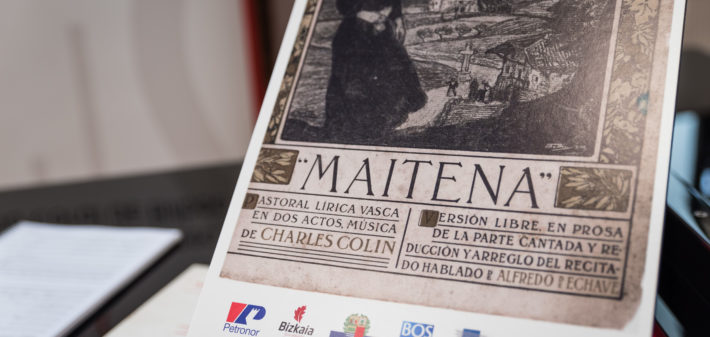 "MAITENA"
PASTORAL LÍRICA VASCA
EN DOS ACTOS, MÚSICA
DE CHARLES COLIN
VERSIÓN LIBRE, EN PROSA
DE LA PARTE CANTADA Y RE-
DUCCIÓN Y ARREGLO DEL RECITA-
DO HABLADO P. ALFREDO P. ECHAVE
Petronor
Bizkaia
BOS